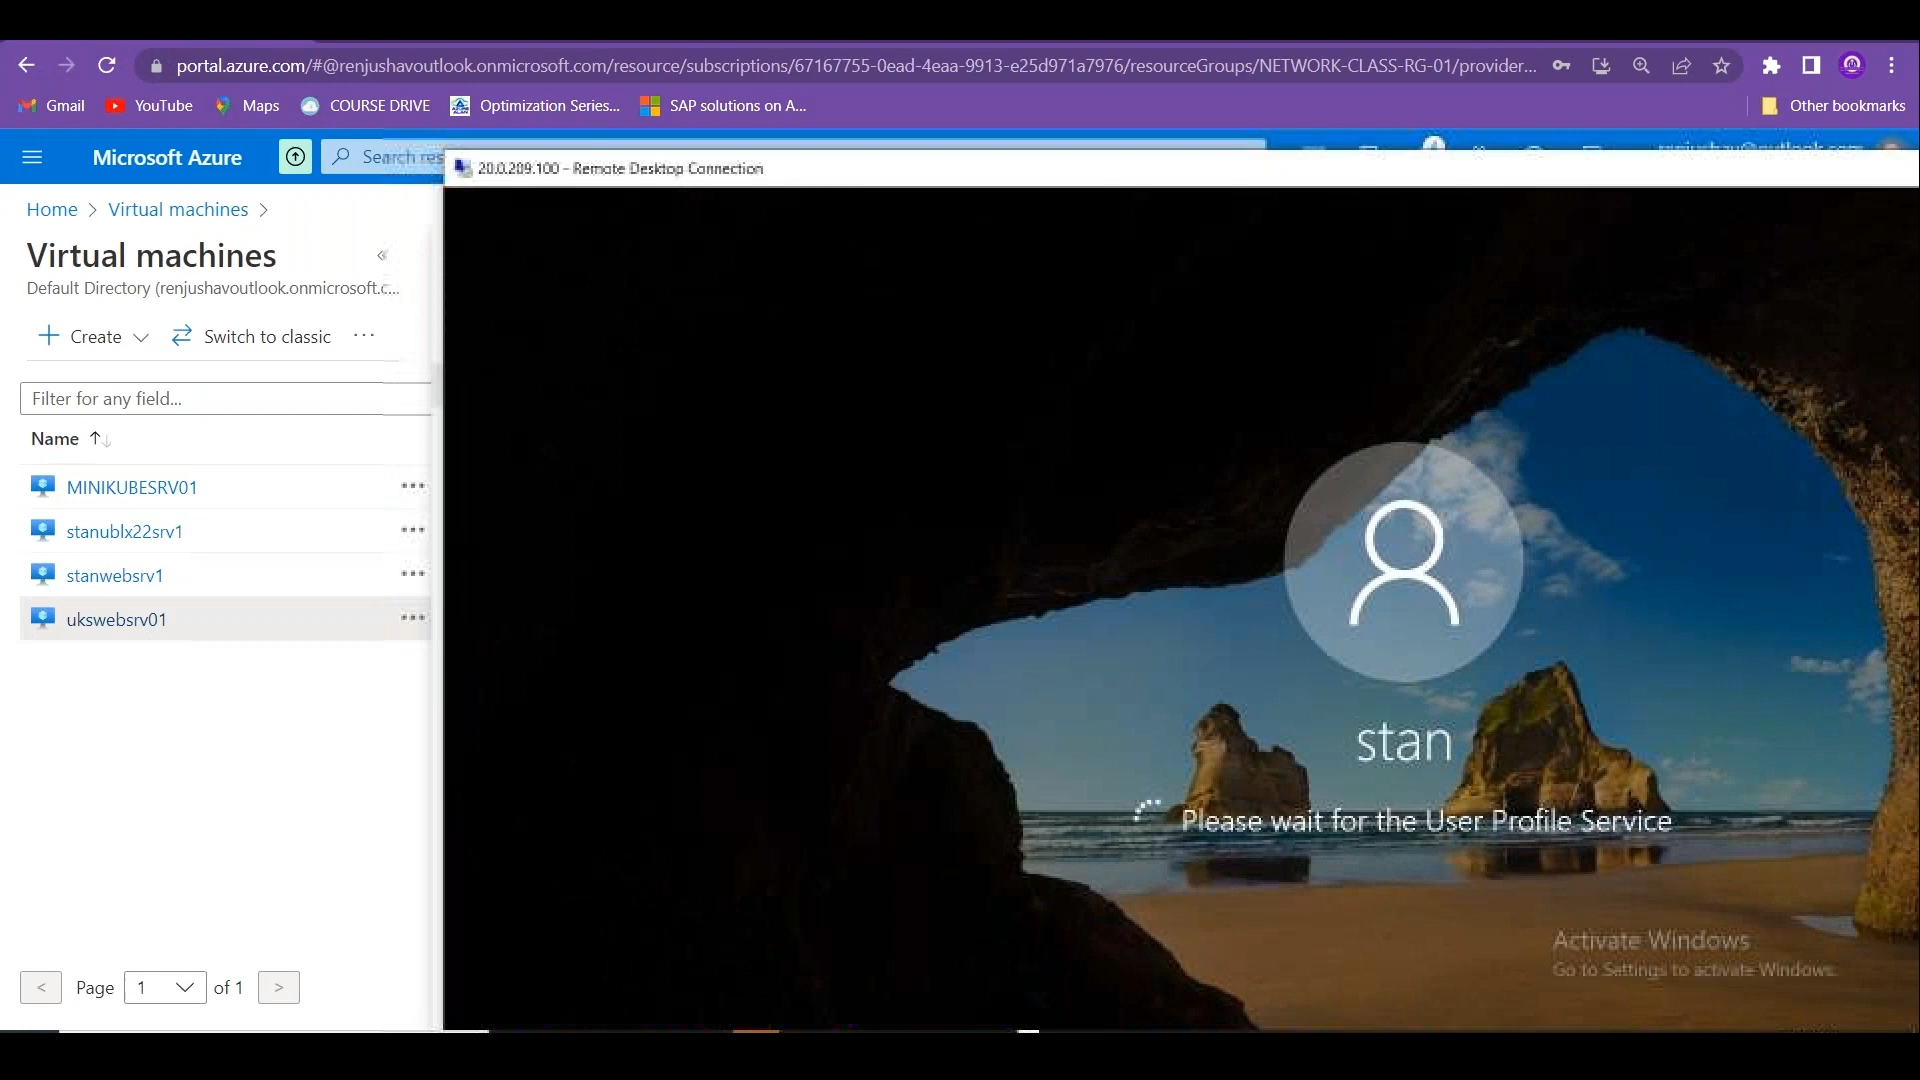 portal.azure.com/#@renjushavoutlook.onmicrosoft.com/resource/subscriptions/67167755-0ead-4eaa-9913-e25d971a7976/resourceGroups/NETWORK-CLASS-RG-01/provider...
Gmail YouTube Maps COURSE DRIVE Optimization Series... SAP solutions on A... Other bookmarks
Microsoft Azure Search res
20.0.209.100 - Remote Desktop Connection
Home > Virtual machines >
Virtual machines «
Default Directory (renjushavoutlook.onmicrosoft.c...
+ Create Switch to classic ...
Filter for any field...
Name ↑↓
MINIKUBESRV01 ...
stanublx22srv1 ...
stanwebsrv1 ...
ukswebsrv01 ...
stan
Please wait for the User Profile Service
Activate Windows
Go to Settings to activate Windows.
< Page 1 of 1 >